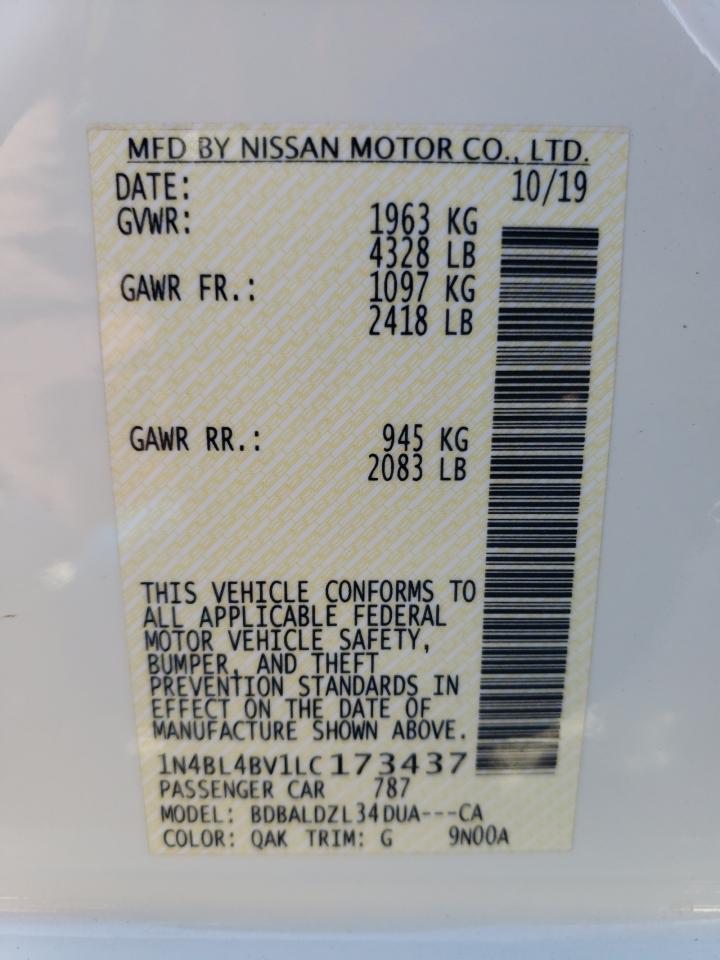 MFD BY NISSAN MOTOR CO., LTD.
DATE: 10/19
GVWR: 1963 KG
4328 LB
GAWR FR.: 1097 KG
2418 LB
GAWR RR.: 945 KG
2083 LB
THIS VEHICLE CONFORMS TO
ALL APPLICABLE FEDERAL
MOTOR VEHICLE SAFETY,
BUMPER, AND THEFT
PREVENTION STANDARDS IN
EFFECT ON THE DATE OF
MANUFACTURE SHOWN ABOVE.
1N4BL4BV1LC173437
PASSENGER CAR 787
MODEL: BDBALDZL34DUA---CA
COLOR: QAK TRIM: G 9N00A